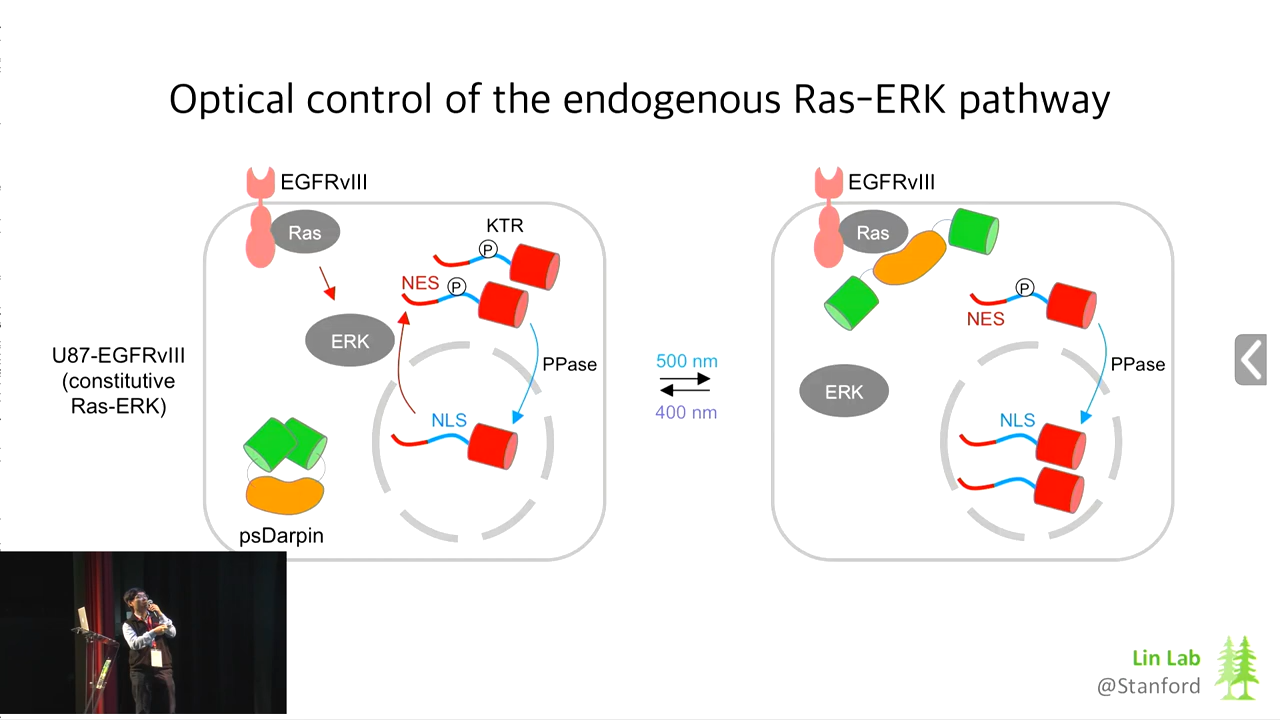 Optical control of the endogenous Ras-ERK pathway
EGFRvIII
Ras
KTR
P
NES
P
ERK
PPase
NLS
U87-EGFRvIII
(constitutive
Ras-ERK)
psDarpin
500 nm
400 nm
EGFRvIII
Ras
P
NES
PPase
ERK
NLS
Lin Lab
@Stanford